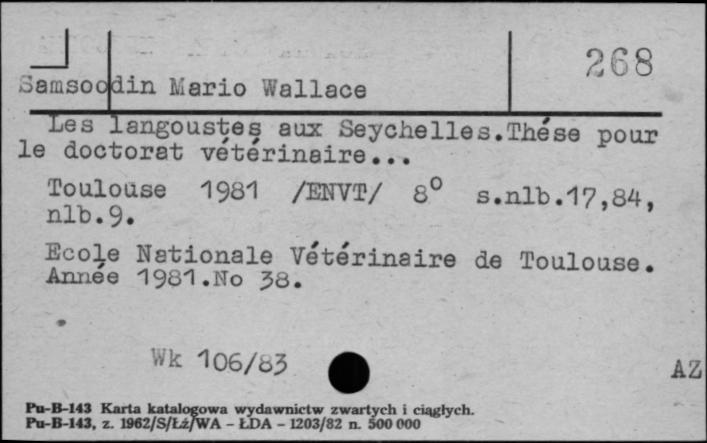 268
Samsoodin Mario Wallace
Les langoustes aux Seychelles.Thése pour
le doctorat vétérinaire...
Toulouse 1981 /ENVT/ 8° s.nlb.17,84,
nlb.9.
Ecole Nationale Vétérinaire de Toulouse.
Année 1981.No 38.
Wk 106/83
AZ
Pu-B-143 Karta katalogowa wydawnictw zwartych i ciągłych.
Pu-B-143, z. 1962/S/Łź/WA – ŁDA – 1203/82 n. 500 000